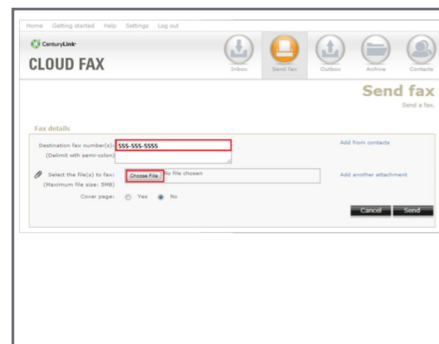 Home Getting started Help Settings Log out
CenturyLink
CLOUD FAX
Inbox Send fax Outbox Archive Contacts
Send fax
Send a fax.
Fax details
Destination fax number(s): 555-555-5555 Add from contacts
(Delimit with semi-colon)
Select the file(s) to fax: Choose File No file chosen Add another attachment
(Maximum file size: 5MB)
Cover page: Yes No
Cancel Send